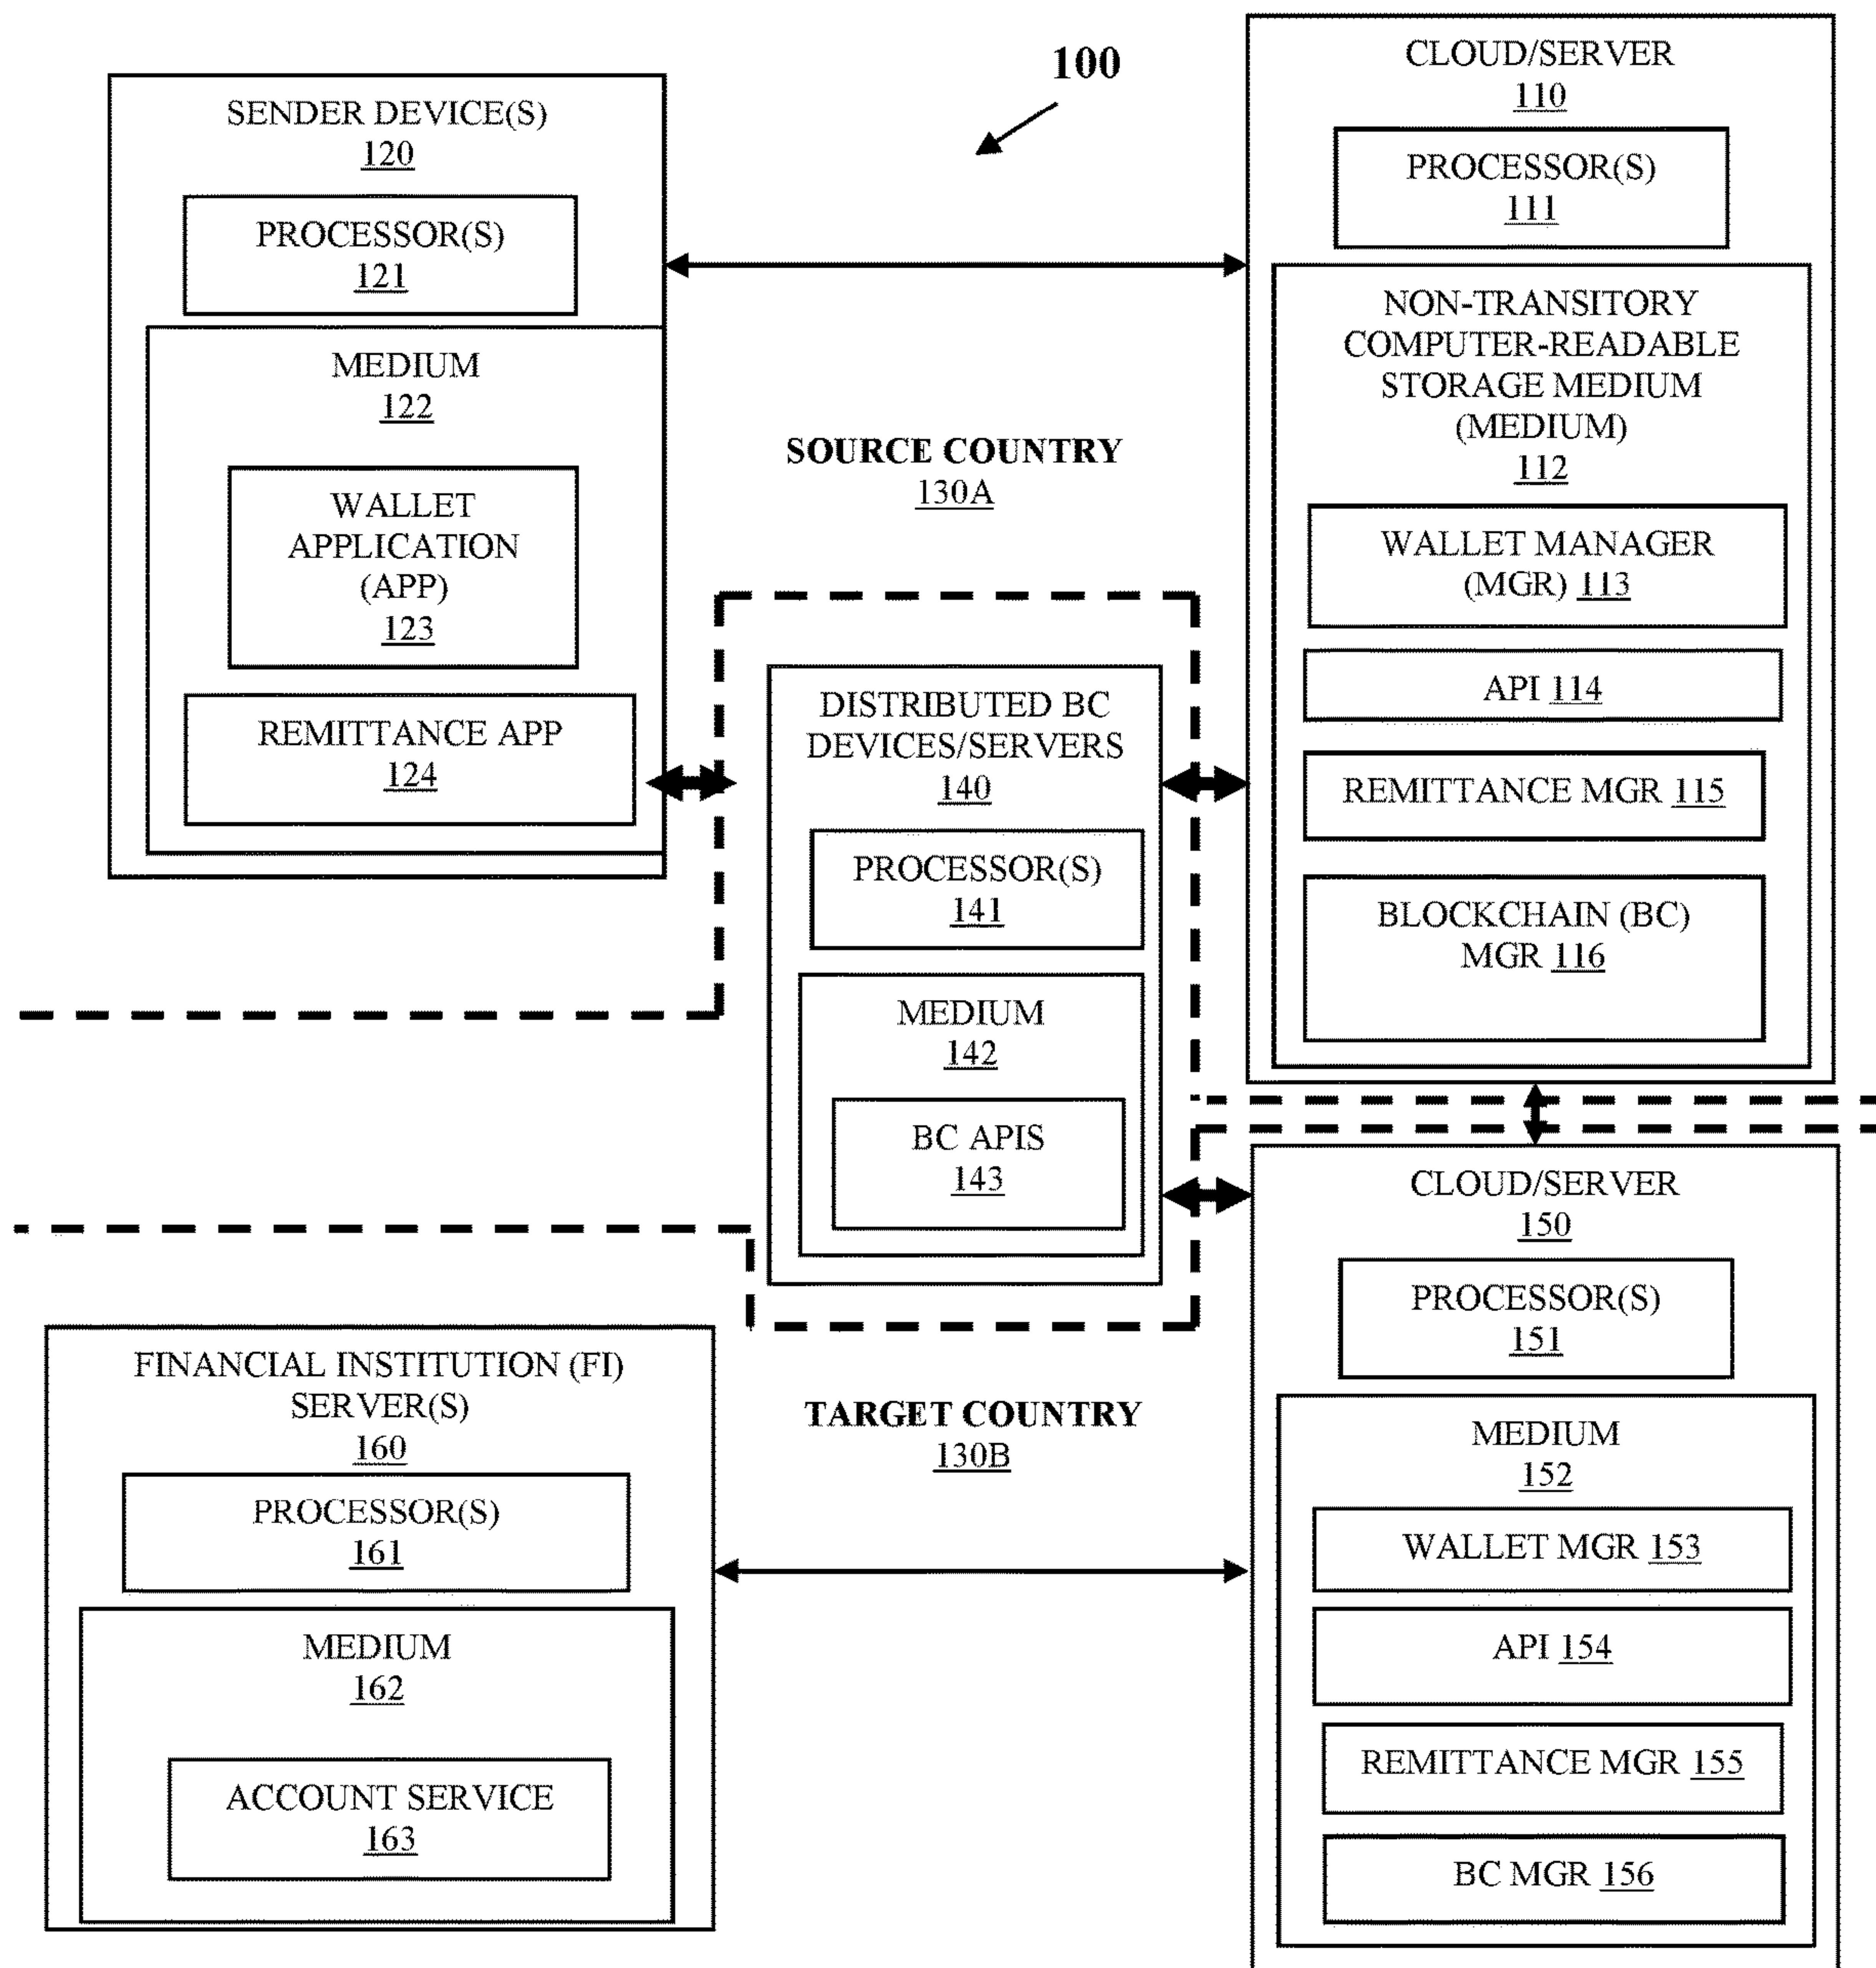 100
SENDER DEVICE(S)
120
PROCESSOR(S)
121
MEDIUM
122
WALLET
APPLICATION
(APP)
123
REMITTANCE APP
124
CLOUD/SERVER
110
PROCESSOR(S)
111
NON-TRANSITORY
COMPUTER-READABLE
STORAGE MEDIUM
(MEDIUM)
112
WALLET MANAGER
(MGR) 113
API 114
REMITTANCE MGR 115
BLOCKCHAIN (BC)
MGR 116
SOURCE COUNTRY
130A
DISTRIBUTED BC
DEVICES/SERVERS
140
PROCESSOR(S)
141
MEDIUM
142
BC APIS
143
FINANCIAL INSTITUTION (FI)
SERVER(S)
160
PROCESSOR(S)
161
MEDIUM
162
ACCOUNT SERVICE
163
TARGET COUNTRY
130B
CLOUD/SERVER
150
PROCESSOR(S)
151
MEDIUM
152
WALLET MGR 153
API 154
REMITTANCE MGR 155
BC MGR 156